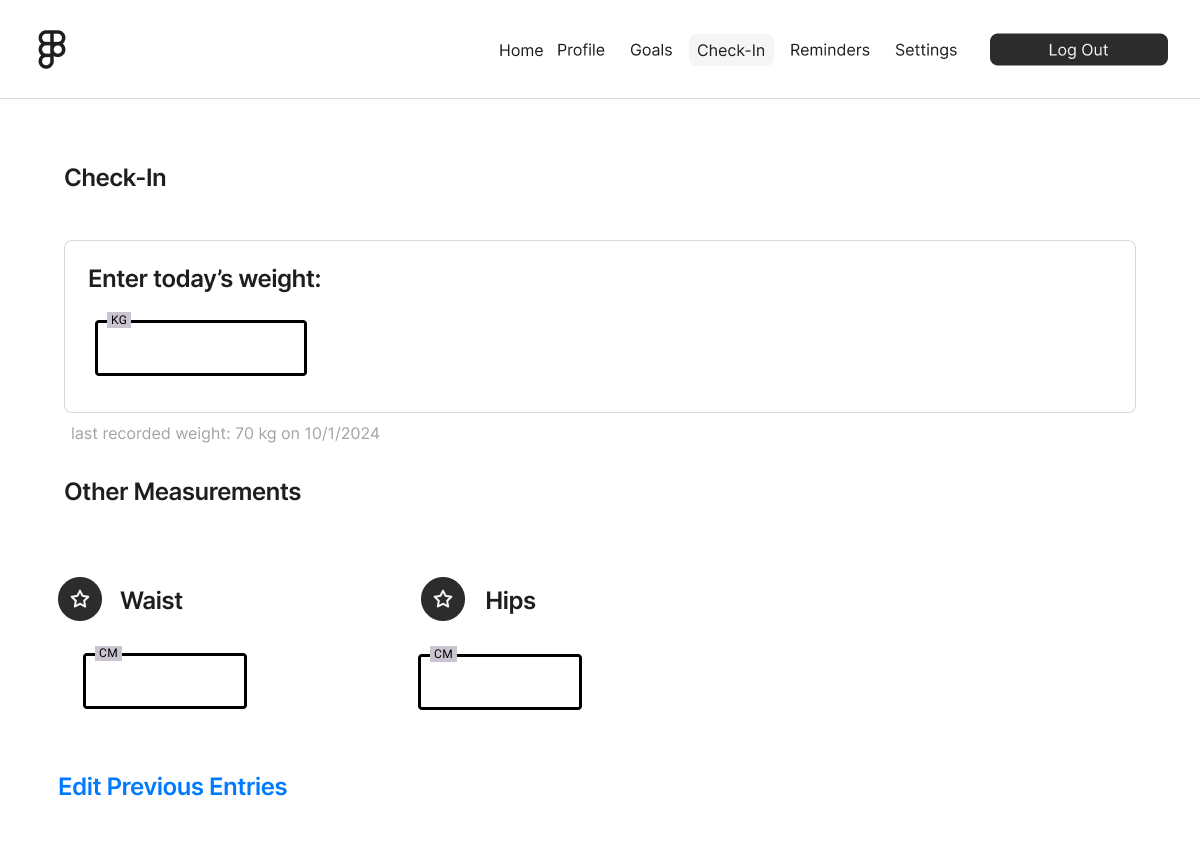 Home Profile Goals Check-In Reminders Settings Log Out
Check-In
Enter today’s weight:
KG
last recorded weight: 70 kg on 10/1/2024
Other Measurements
Waist Hips
CM CM
Edit Previous Entries